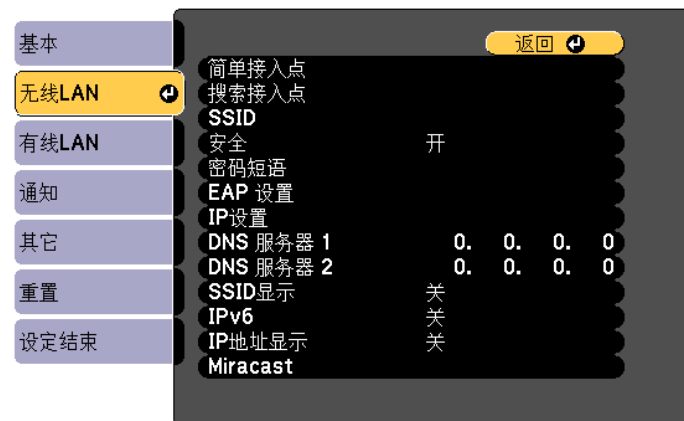 基本
无线LAN
有线LAN
通知
其它
重置
设定结束
返回
简单接入点
搜索接入点
SSID
安全 开
密码短语
EAP 设置
IP设置
DNS 服务器 1 0. 0. 0. 0
DNS 服务器 2 0. 0. 0. 0
SSID显示 关
IPv6 关
IP地址显示 关
Miracast